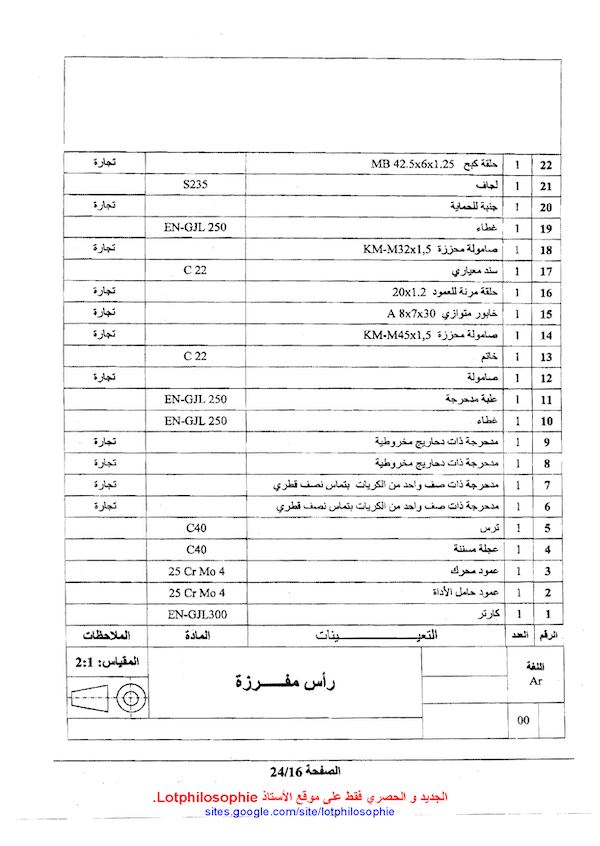 22 1 حلقة كبح MB 42.5x6x1.25 تجارة
21 1 لجاف S235
20 1 جنبة للحماية تجارة
19 1 غطاء EN-GJL 250
18 1 صامولة محززة KM-M32x1,5 تجارة
17 1 سند معياري C 22
16 1 حلقة مرنة للعمود 20x1.2 تجارة
15 1 خابور متوازي A 8x7x30 تجارة
14 1 صامولة محززة KM-M45x1,5 تجارة
13 1 خاتم C 22
12 1 صامولة تجارة
11 1 علبة مدحرجة EN-GJL 250
10 1 غطاء EN-GJL 250
9 1 مدحرجة ذات دحاريج مخروطية تجارة
8 1 مدحرجة ذات دحاريج مخروطية تجارة
7 1 مدحرجة ذات صف واحد من الكريات بتماس نصف قطري تجارة
6 1 مدحرجة ذات صف واحد من الكريات بتماس نصف قطري تجارة
5 1 ترس C40
4 1 عجلة مسننة C40
3 1 عمود محرك 25 Cr Mo 4
2 1 عمود حامل الأداة 25 Cr Mo 4
1 1 كارتر EN-GJL300
الرقم العدد التعيـــــــينات المادة الملاحظات
اللغة
Ar
00
رأس مفـــــرزة
المقياس: 2:1
الصفحة 24/16
الجديد و الحصري فقط على موقع الأستاذ Lotphilosophie.
sites.google.com/site/lotphilosophie